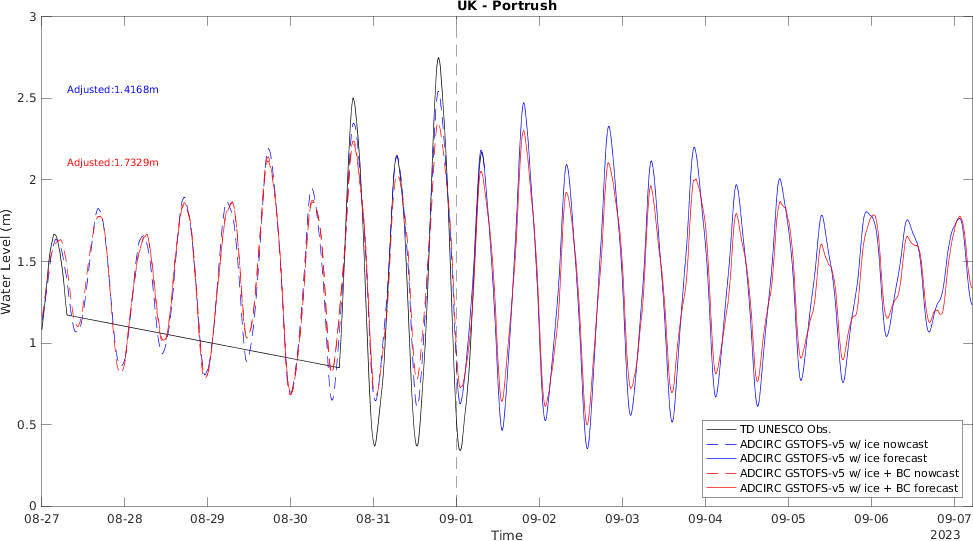 UK - Portrush
3
2.5
2
1.5
1
0.5
0
Water Level (m)
Adjusted:1.4168m
Adjusted:1.7329m
TD UNESCO Obs.
ADCIRC GSTOFS-v5 w/ ice nowcast
ADCIRC GSTOFS-v5 w/ ice forecast
ADCIRC GSTOFS-v5 w/ ice + BC nowcast
ADCIRC GSTOFS-v5 w/ ice + BC forecast
08-27 08-28 08-29 08-30 08-31 09-01 09-02 09-03 09-04 09-05 09-06 09-07
Time
2023